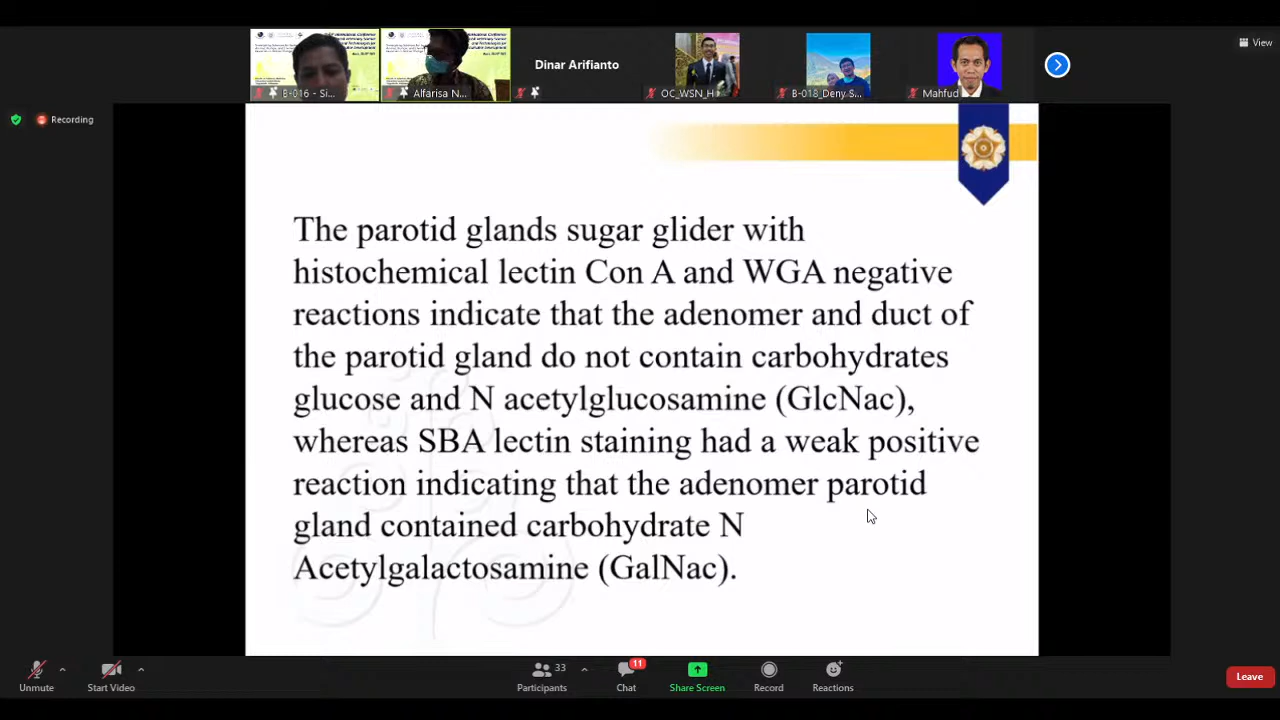 View
Recording
B-016 - Si...
Alfarisa N...
Dinar Arifianto
OC_WSN_H
B-018_Deny S...
Mahfud
The parotid glands sugar glider with
histochemical lectin Con A and WGA negative
reactions indicate that the adenomer and duct of
the parotid gland do not contain carbohydrates
glucose and N acetylglucosamine (GlcNac),
whereas SBA lectin staining had a weak positive
reaction indicating that the adenomer parotid
gland contained carbohydrate N
Acetylgalactosamine (GalNac).
Unmute
Start Video
33
Participants
11
Chat
Share Screen
Record
Reactions
Leave